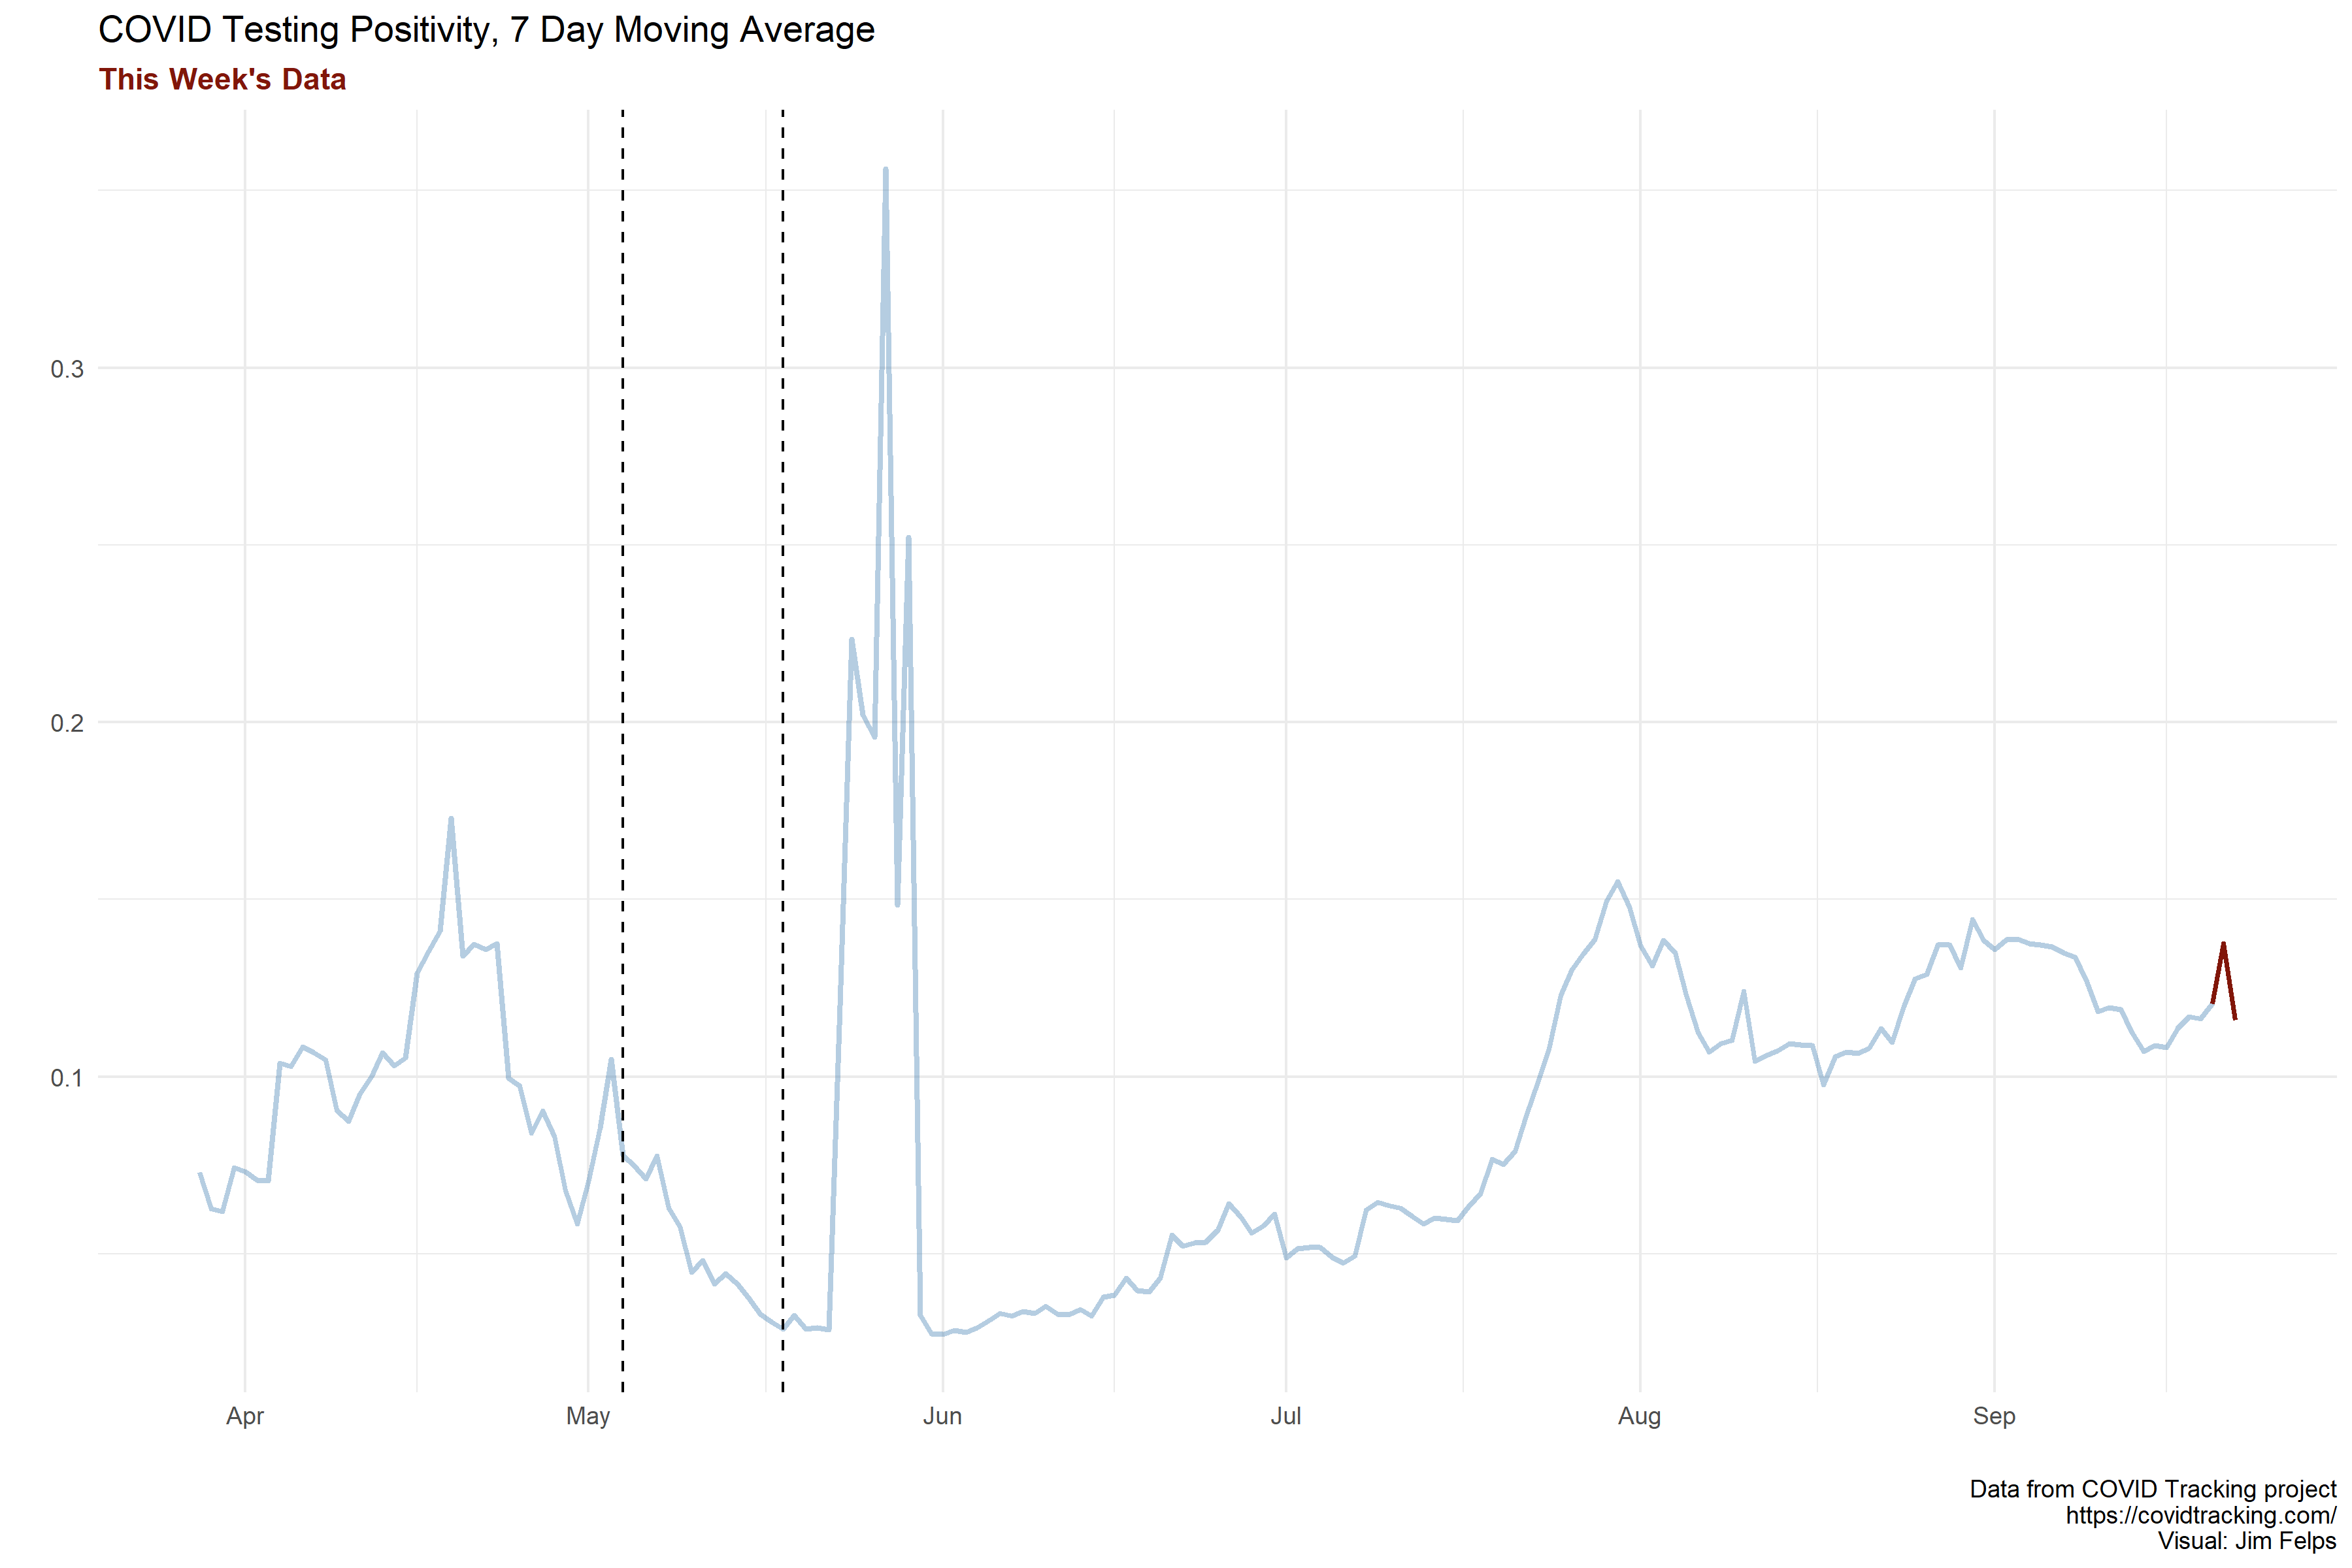 COVID Testing Positivity, 7 Day Moving Average
This Week's Data
0.3
0.2
0.1
Apr May Jun Jul Aug Sep
Data from COVID Tracking project
https://covidtracking.com/
Visual: Jim Felps